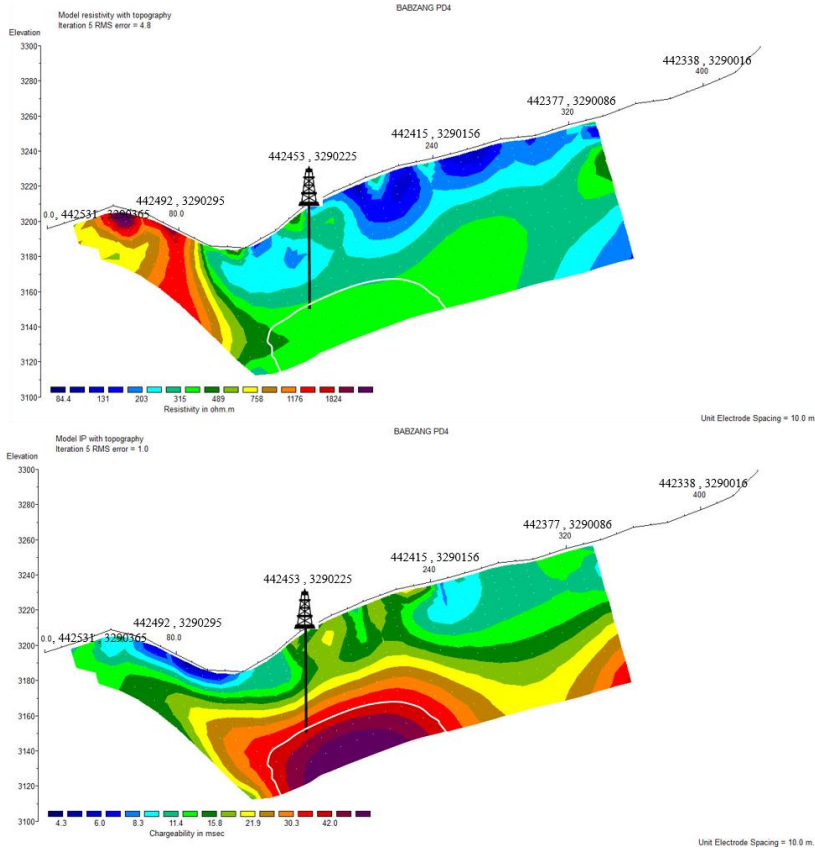 BABZANG PD4
Model resistivity with topography
Iteration 5 RMS error = 4.8
Elevation
3300
3280
3260
3240
3220
3200
3180
3160
3140
3120
3100
442338 , 3290016
400
442377 , 3290086
320
442415 , 3290156
240
442453 , 3290225
442492 , 3290295
80.0
0.0, 442531 , 3290365
84.4 131 203 315 489 758 1176 1824
Resistivity in ohm.m
Unit Electrode Spacing = 10.0 m
BABZANG PD4
Model IP with topography
Iteration 5 RMS error = 1.0
Elevation
3300
3280
3260
3240
3220
3200
3180
3160
3140
3120
3100
442338 , 3290016
400
442377 , 3290086
320
442415 , 3290156
240
442453 , 3290225
442492 , 3290295
80.0
0.0, 442531 , 3290365
4.3 6.0 8.3 11.4 15.8 21.9 30.3 42.0
Chargeability in msec
Unit Electrode Spacing = 10.0 m.